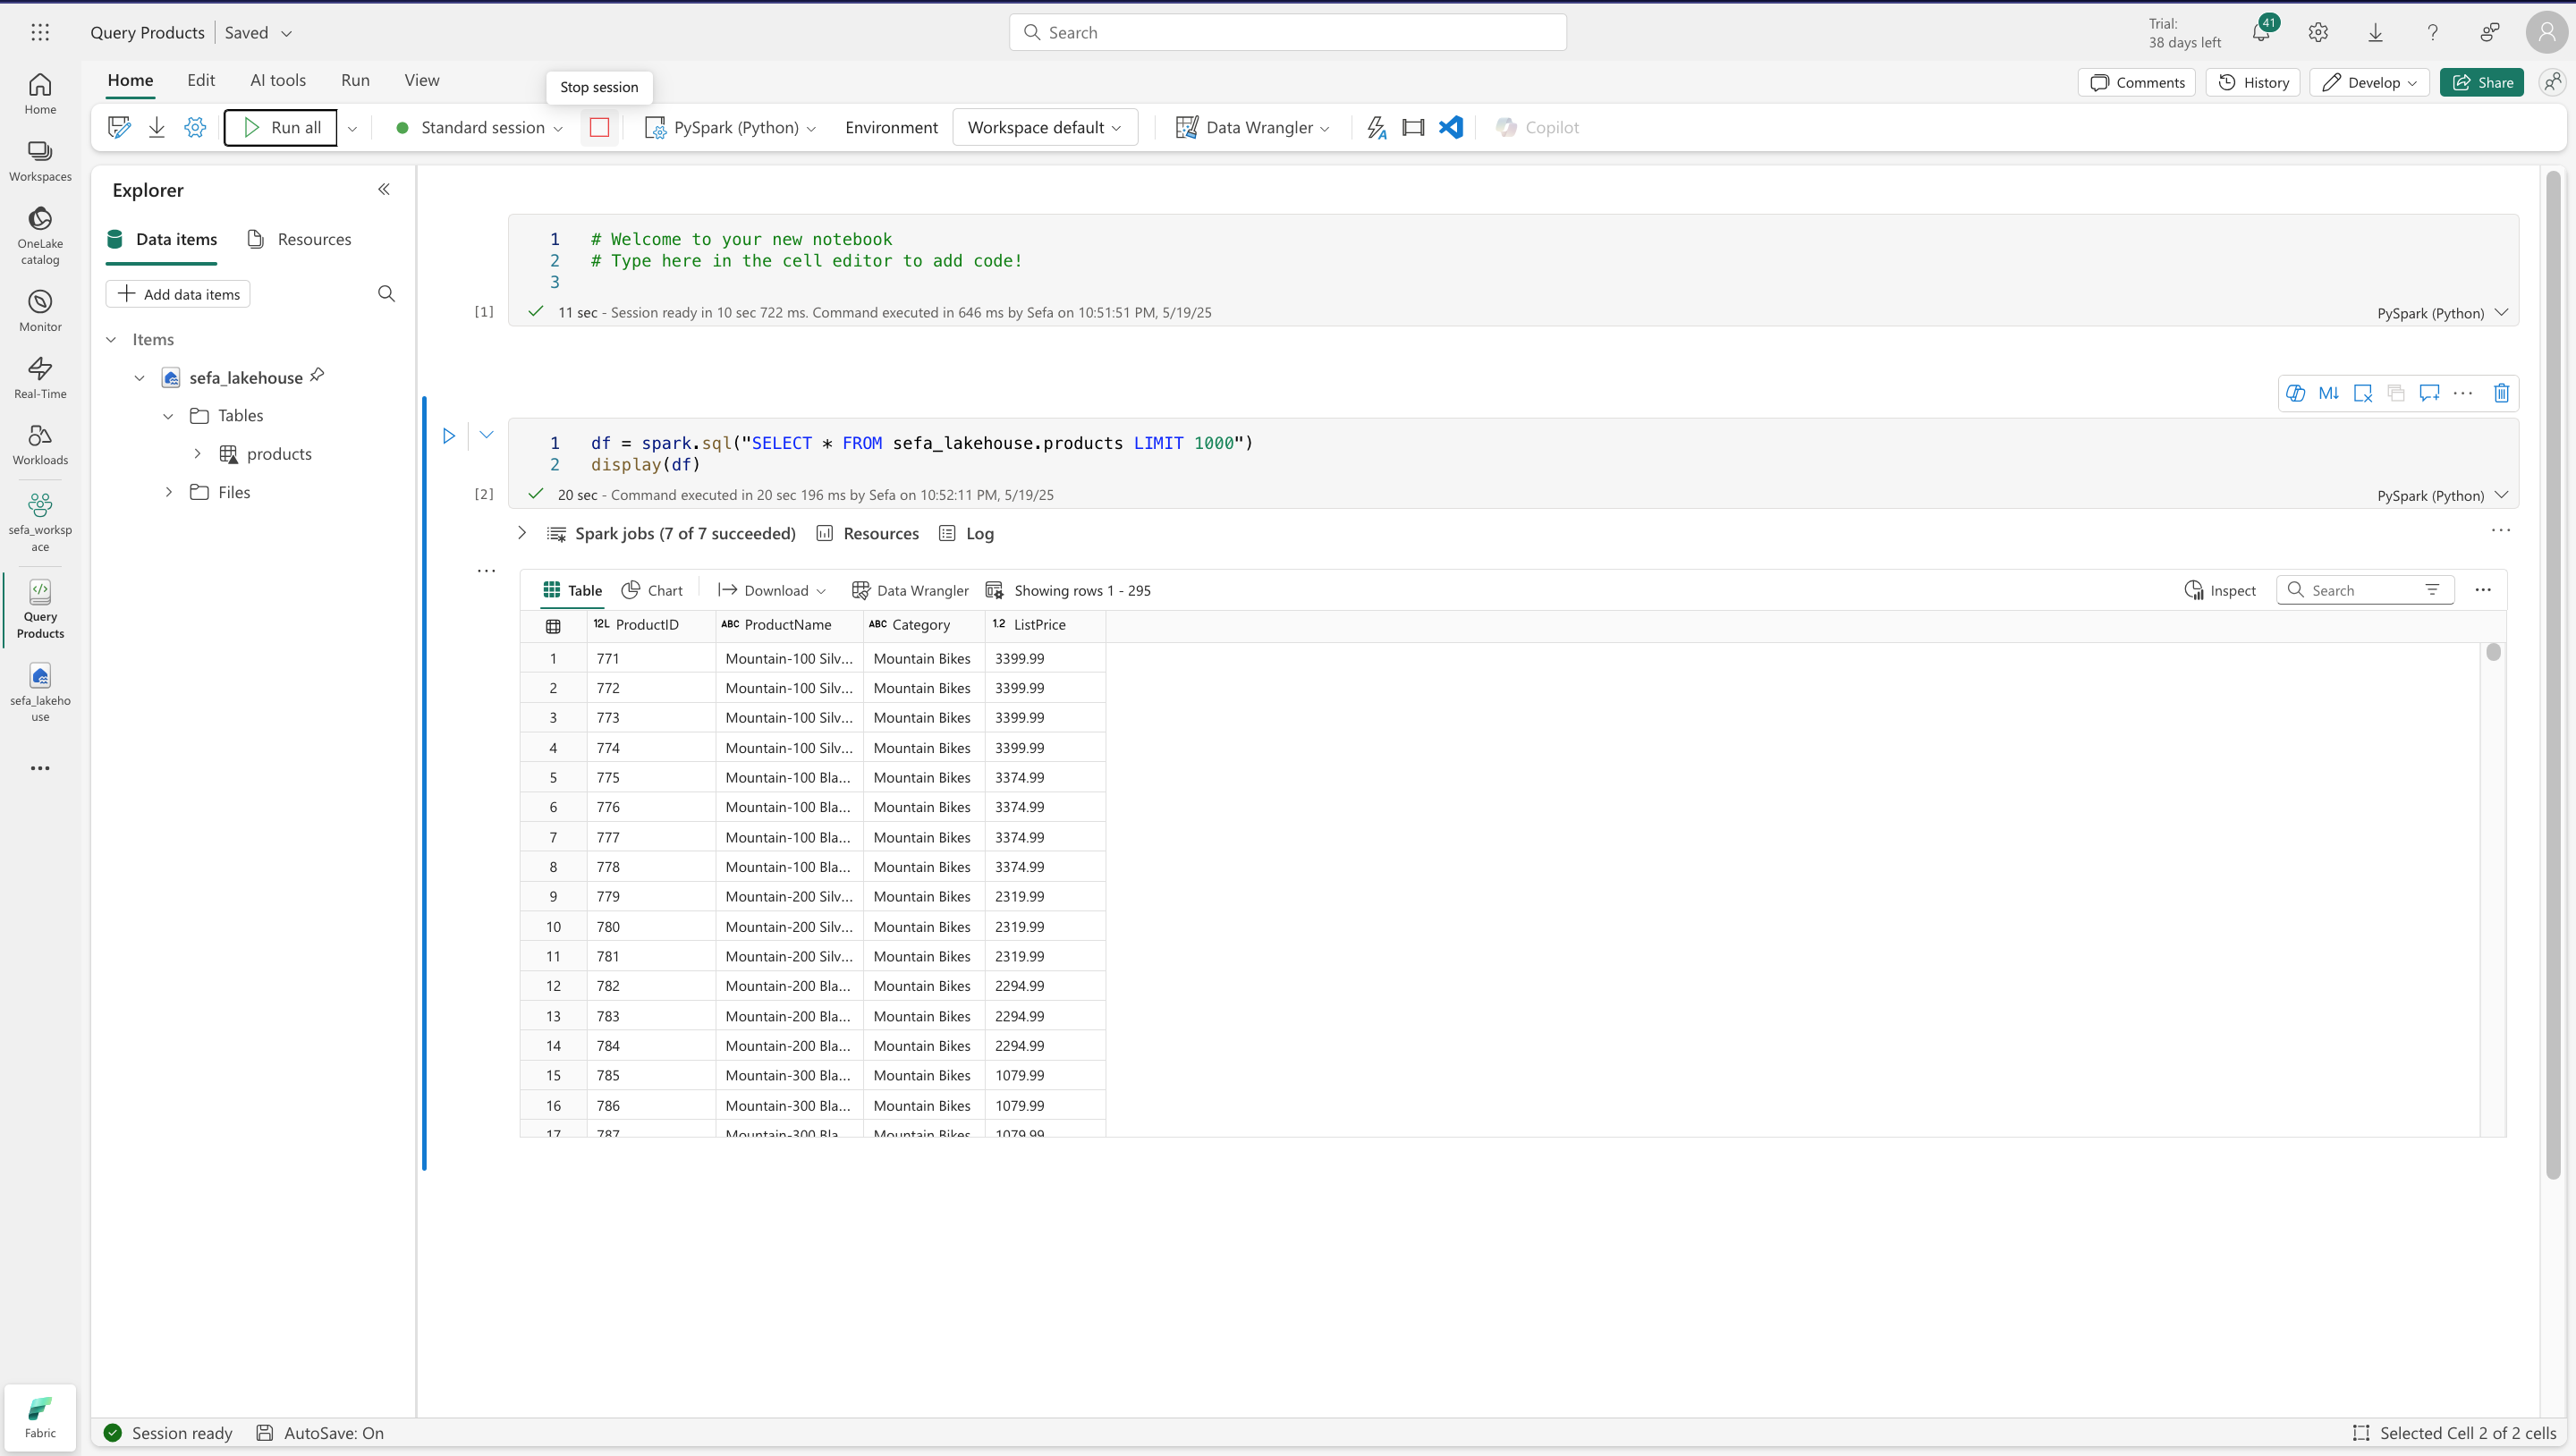 Query Products
Saved
Search
Trial:
38 days left
41
Home
Edit
AI tools
Run
View
Stop session
Comments
History
Develop
Share
Run all
Standard session
PySpark (Python)
Environment
Workspace default
Data Wrangler
Copilot
Home
Workspaces
OneLake
catalog
Monitor
Real-Time
Workloads
sefa_worksp
ace
Query
Products
sefa_lakeho
use
Fabric
Explorer
Data items
Resources
Add data items
Items
sefa_lakehouse
Tables
products
Files
1 # Welcome to your new notebook
2 # Type here in the cell editor to add code!
3
[1] 11 sec - Session ready in 10 sec 722 ms. Command executed in 646 ms by Sefa on 10:51:51 PM, 5/19/25
PySpark (Python)
M↓
1 df = spark.sql("SELECT * FROM sefa_lakehouse.products LIMIT 1000")
2 display(df)
[2] 20 sec - Command executed in 20 sec 196 ms by Sefa on 10:52:11 PM, 5/19/25
PySpark (Python)
Spark jobs (7 of 7 succeeded) Resources Log
Table Chart Download Data Wrangler Showing rows 1 - 295 Inspect Search
12L ProductID ABC ProductName ABC Category 1.2 ListPrice
1 771 Mountain-100 Silv... Mountain Bikes 3399.99
2 772 Mountain-100 Silv... Mountain Bikes 3399.99
3 773 Mountain-100 Silv... Mountain Bikes 3399.99
4 774 Mountain-100 Silv... Mountain Bikes 3399.99
5 775 Mountain-100 Bla... Mountain Bikes 3374.99
6 776 Mountain-100 Bla... Mountain Bikes 3374.99
7 777 Mountain-100 Bla... Mountain Bikes 3374.99
8 778 Mountain-100 Bla... Mountain Bikes 3374.99
9 779 Mountain-200 Silv... Mountain Bikes 2319.99
10 780 Mountain-200 Silv... Mountain Bikes 2319.99
11 781 Mountain-200 Silv... Mountain Bikes 2319.99
12 782 Mountain-200 Bla... Mountain Bikes 2294.99
13 783 Mountain-200 Bla... Mountain Bikes 2294.99
14 784 Mountain-200 Bla... Mountain Bikes 2294.99
15 785 Mountain-300 Bla... Mountain Bikes 1079.99
16 786 Mountain-300 Bla... Mountain Bikes 1079.99
17 787 Mountain-300 Bla... Mountain Bikes 1079.99
Session ready
AutoSave: On
Selected Cell 2 of 2 cells